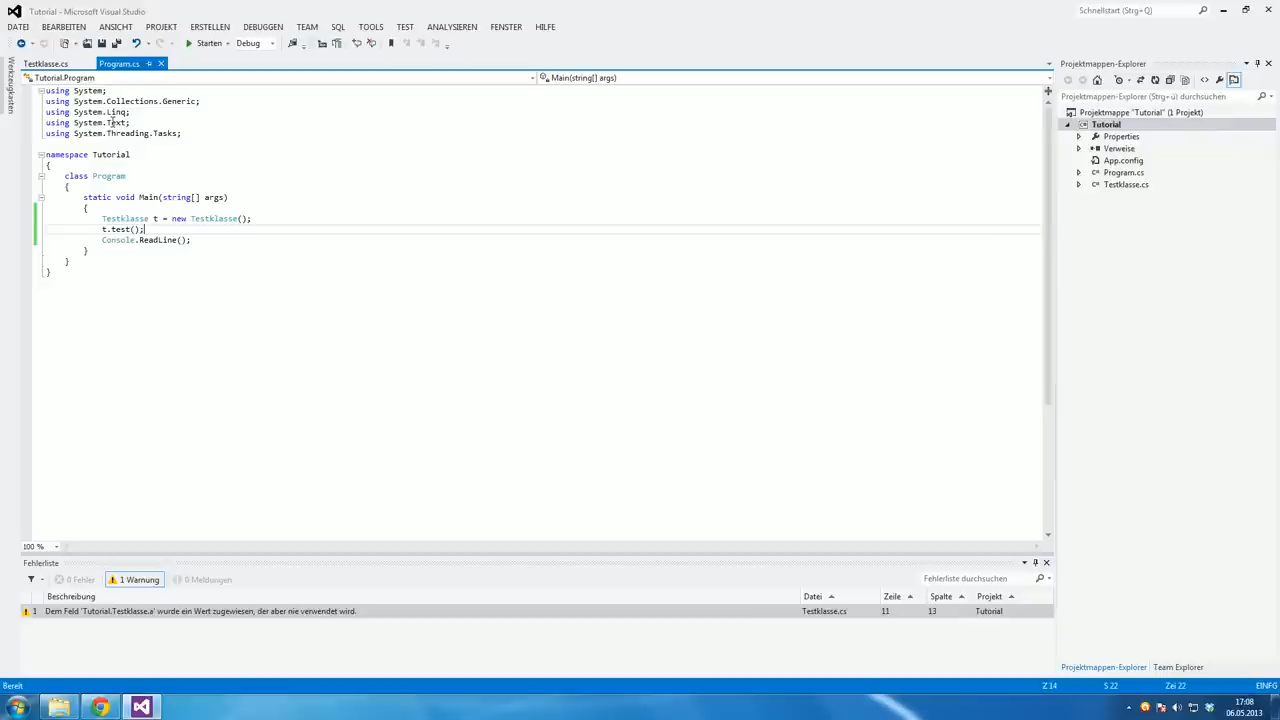 Tutorial - Microsoft Visual Studio
Schnellstart (Strg+Q)
DATEI BEARBEITEN ANSICHT PROJEKT ERSTELLEN DEBUGGEN TEAM SQL TOOLS TEST ANALYSIEREN FENSTER HILFE
Starten Debug
Werkzeugkasten
Testklasse.cs Program.cs
Tutorial.Program Main(string[] args)
using System;
using System.Collections.Generic;
using System.Linq;
using System.Text;
using System.Threading.Tasks;
namespace Tutorial
{
class Program
{
static void Main(string[] args)
{
Testklasse t = new Testklasse();
t.test();
Console.ReadLine();
}
}
}
100 %
Projektmappen-Explorer
Projektmappen-Explorer (Strg+ü) durchsuchen
Projektmappe "Tutorial" (1 Projekt)
Tutorial
Properties
Verweise
App.config
Program.cs
Testklasse.cs
Projektmappen-Explorer Team Explorer
Fehlerliste
0 Fehler 1 Warnung 0 Meldungen Fehlerliste durchsuchen
Beschreibung Datei Zeile Spalte Projekt
1 Dem Feld 'Tutorial.Testklasse.a' wurde ein Wert zugewiesen, der aber nie verwendet wird. Testklasse.cs 11 13 Tutorial
Bereit Z 14 S 22 Zei 22 EINFG
17:08
06.05.2013